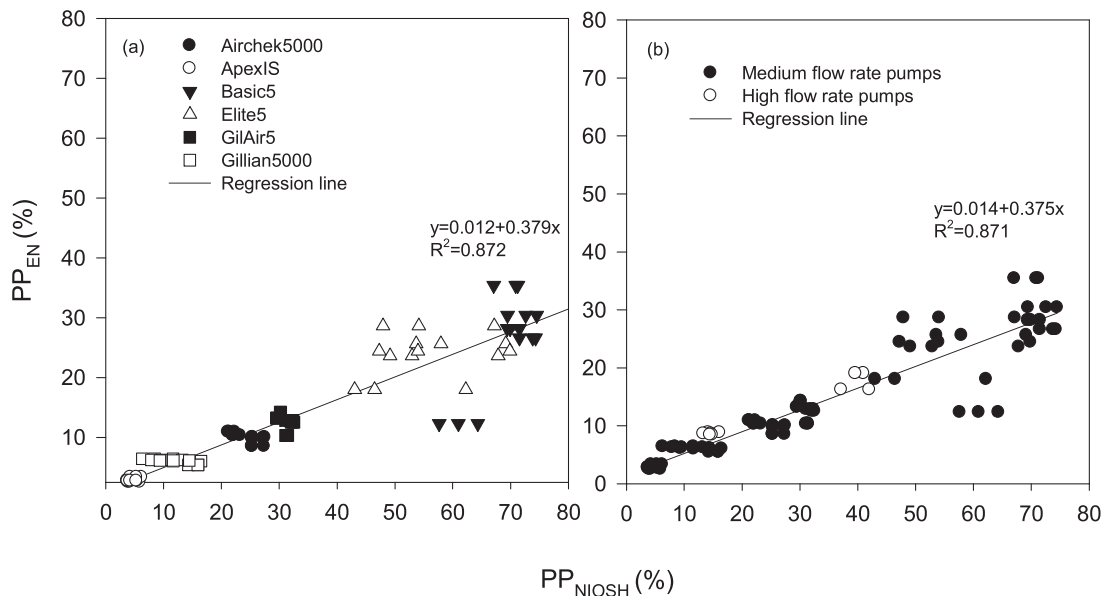 (a)
Airchek5000
ApexIS
Basic5
Elite5
GilAir5
Gillian5000
Regression line
y=0.012+0.379x
R²=0.872
80
70
60
50
40
30
20
10
0 10 20 30 40 50 60 70 80
PP_EN (%)
(b)
Medium flow rate pumps
High flow rate pumps
Regression line
y=0.014+0.375x
R²=0.871
80
70
60
50
40
30
20
10
0
0 10 20 30 40 50 60 70 80
PP_NIOSH (%)